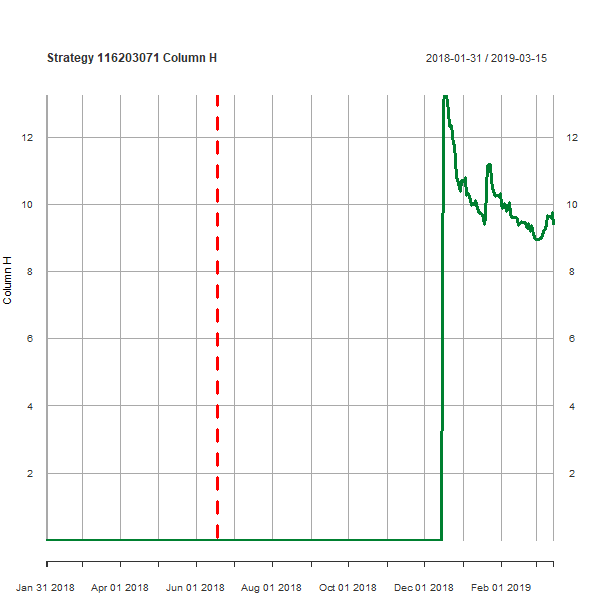 Strategy 116203071 Column H
2018-01-31 / 2019-03-15
12
12
10
10
8
8
Column H
6
6
4
4
2
2
Jan 31 2018
Apr 01 2018
Jun 01 2018
Aug 01 2018
Oct 01 2018
Dec 01 2018
Feb 01 2019